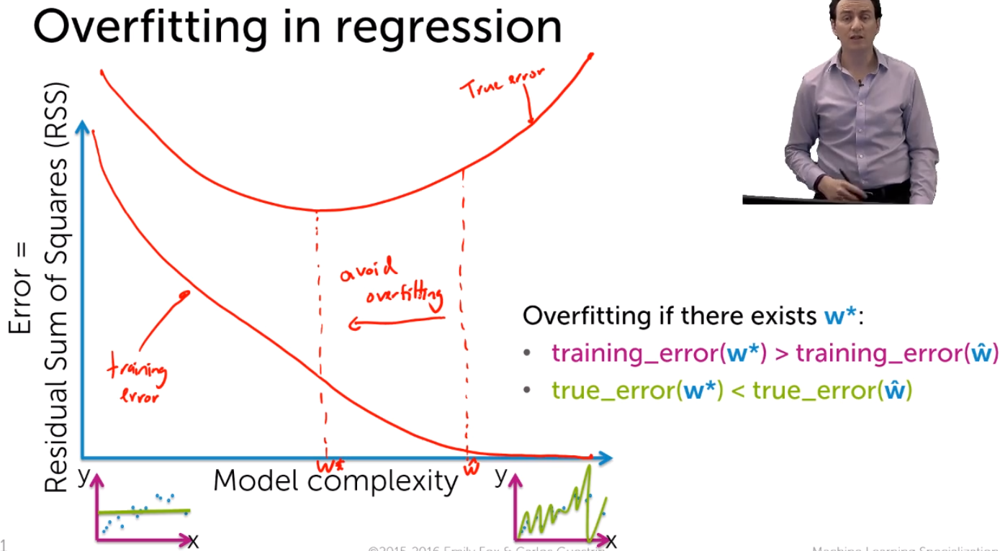 Overfitting in regression
True error
Error =
Residual Sum of Squares (RSS)
avoid
overfitting
training
error
Overfitting if there exists w*:
• training_error(w*) > training_error(ŵ)
• true_error(w*) < true_error(ŵ)
w*
ŵ
y
Model complexity
y
x
x
1
©2015-2016 Emily Fox & Carlos Guestrin
Machine Learning Specialization